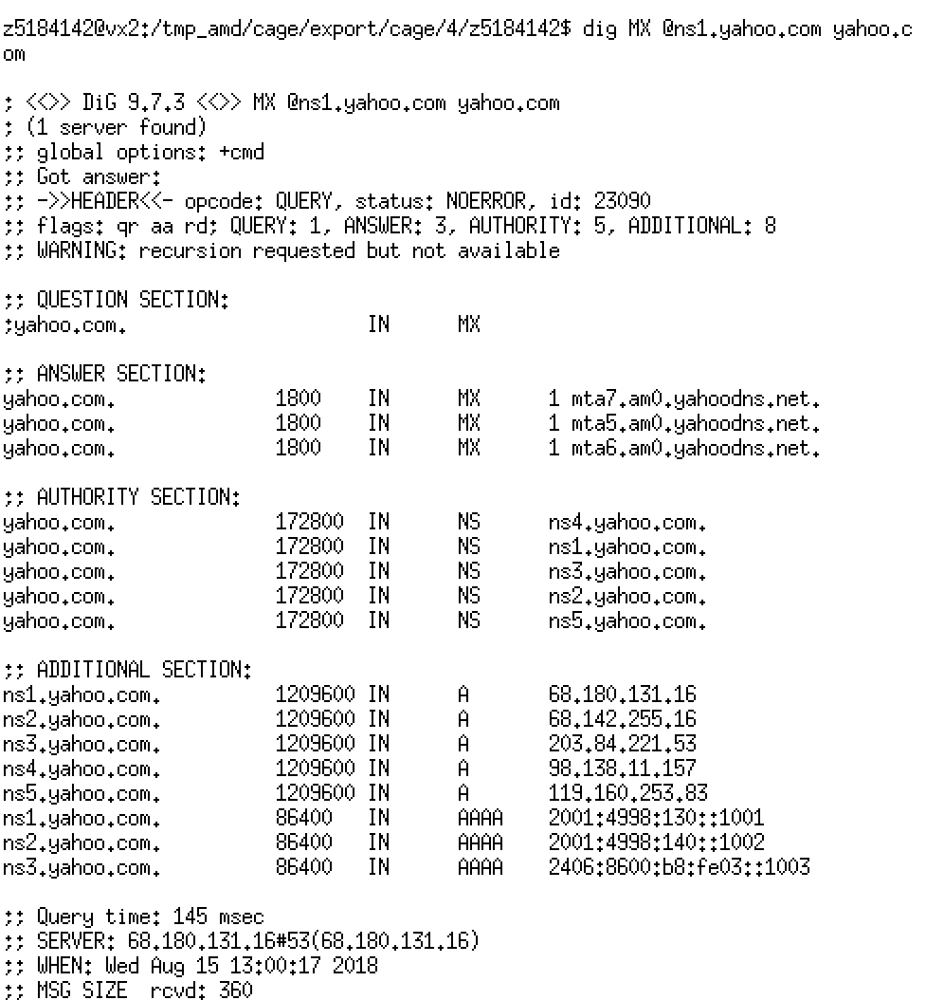 z5184142@vx2:/tmp_amd/cage/export/cage/4/z5184142$ dig MX @ns1.yahoo.com yahoo.c
om
; <<>> DiG 9.7.3 <<>> MX @ns1.yahoo.com yahoo.com
; (1 server found)
;; global options: +cmd
;; Got answer:
;; ->>HEADER<<- opcode: QUERY, status: NOERROR, id: 23090
;; flags: qr aa rd; QUERY: 1, ANSWER: 3, AUTHORITY: 5, ADDITIONAL: 8
;; WARNING: recursion requested but not available
;; QUESTION SECTION:
;yahoo.com. IN MX
;; ANSWER SECTION:
yahoo.com. 1800 IN MX 1 mta7.am0.yahoodns.net.
yahoo.com. 1800 IN MX 1 mta5.am0.yahoodns.net.
yahoo.com. 1800 IN MX 1 mta6.am0.yahoodns.net.
;; AUTHORITY SECTION:
yahoo.com. 172800 IN NS ns4.yahoo.com.
yahoo.com. 172800 IN NS ns1.yahoo.com.
yahoo.com. 172800 IN NS ns3.yahoo.com.
yahoo.com. 172800 IN NS ns2.yahoo.com.
yahoo.com. 172800 IN NS ns5.yahoo.com.
;; ADDITIONAL SECTION:
ns1.yahoo.com. 1209600 IN A 68.180.131.16
ns2.yahoo.com. 1209600 IN A 68.142.255.16
ns3.yahoo.com. 1209600 IN A 203.84.221.53
ns4.yahoo.com. 1209600 IN A 98.138.11.157
ns5.yahoo.com. 1209600 IN A 119.160.253.83
ns1.yahoo.com. 86400 IN AAAA 2001:4998:130::1001
ns2.yahoo.com. 86400 IN AAAA 2001:4998:140::1002
ns3.yahoo.com. 86400 IN AAAA 2406:8600:b8:fe03::1003
;; Query time: 145 msec
;; SERVER: 68.180.131.16#53(68.180.131.16)
;; WHEN: Wed Aug 15 13:00:17 2018
;; MSG SIZE rcvd: 360